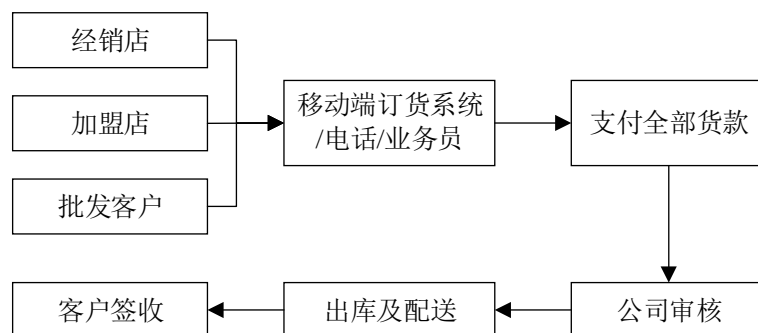 经销店
加盟店
批发客户
移动端订货系统
/电话/业务员
支付全部货款
公司审核
出库及配送
客户签收